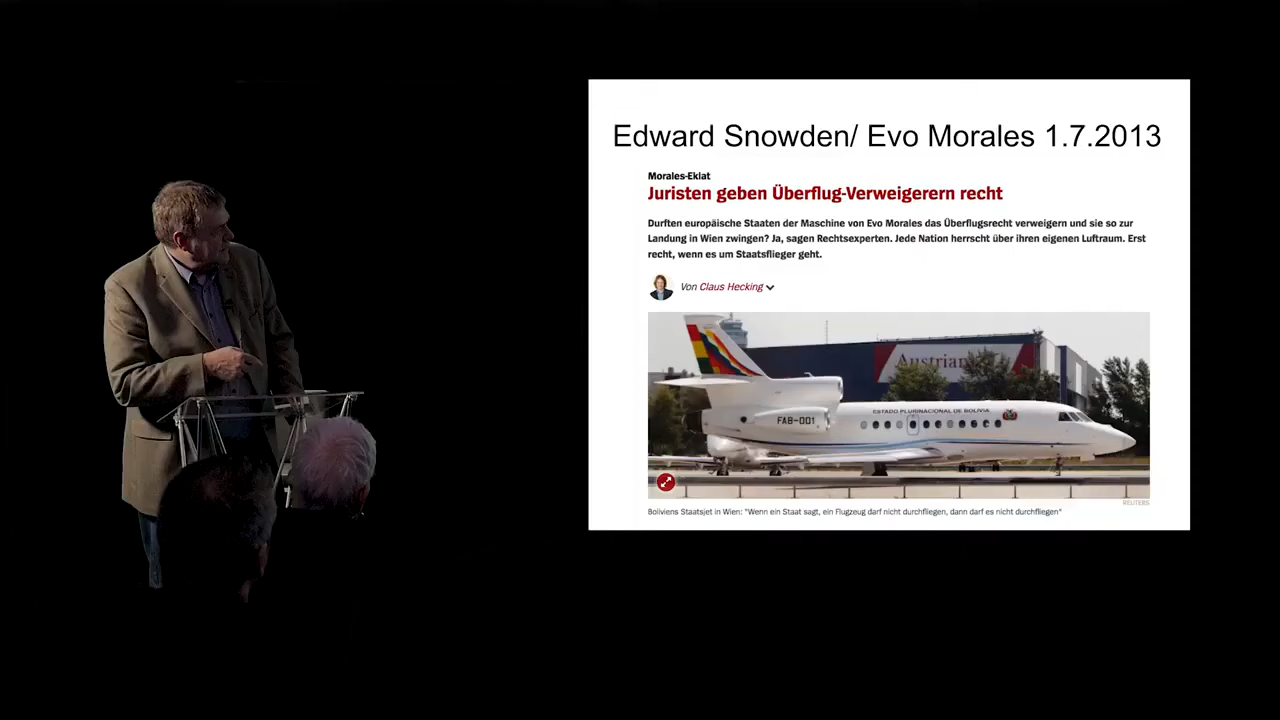 Edward Snowden/ Evo Morales 1.7.2013
Morales-Eklat
Juristen geben Überflug-Verweigerern recht
Durften europäische Staaten der Maschine von Evo Morales das Überflugsrecht verweigern und sie so zur
Landung in Wien zwingen? Ja, sagen Rechtsexperten. Jede Nation herrscht über ihren eigenen Luftraum. Erst
recht, wenn es um Staatsflieger geht.
Von Claus Hecking
Austrian
ESTADO PLURINACIONAL DE BOLIVIA
FAB-001
REUTERS
Boliviens Staatsjet in Wien: "Wenn ein Staat sagt, ein Flugzeug darf nicht durchfliegen, dann darf es nicht durchfliegen"